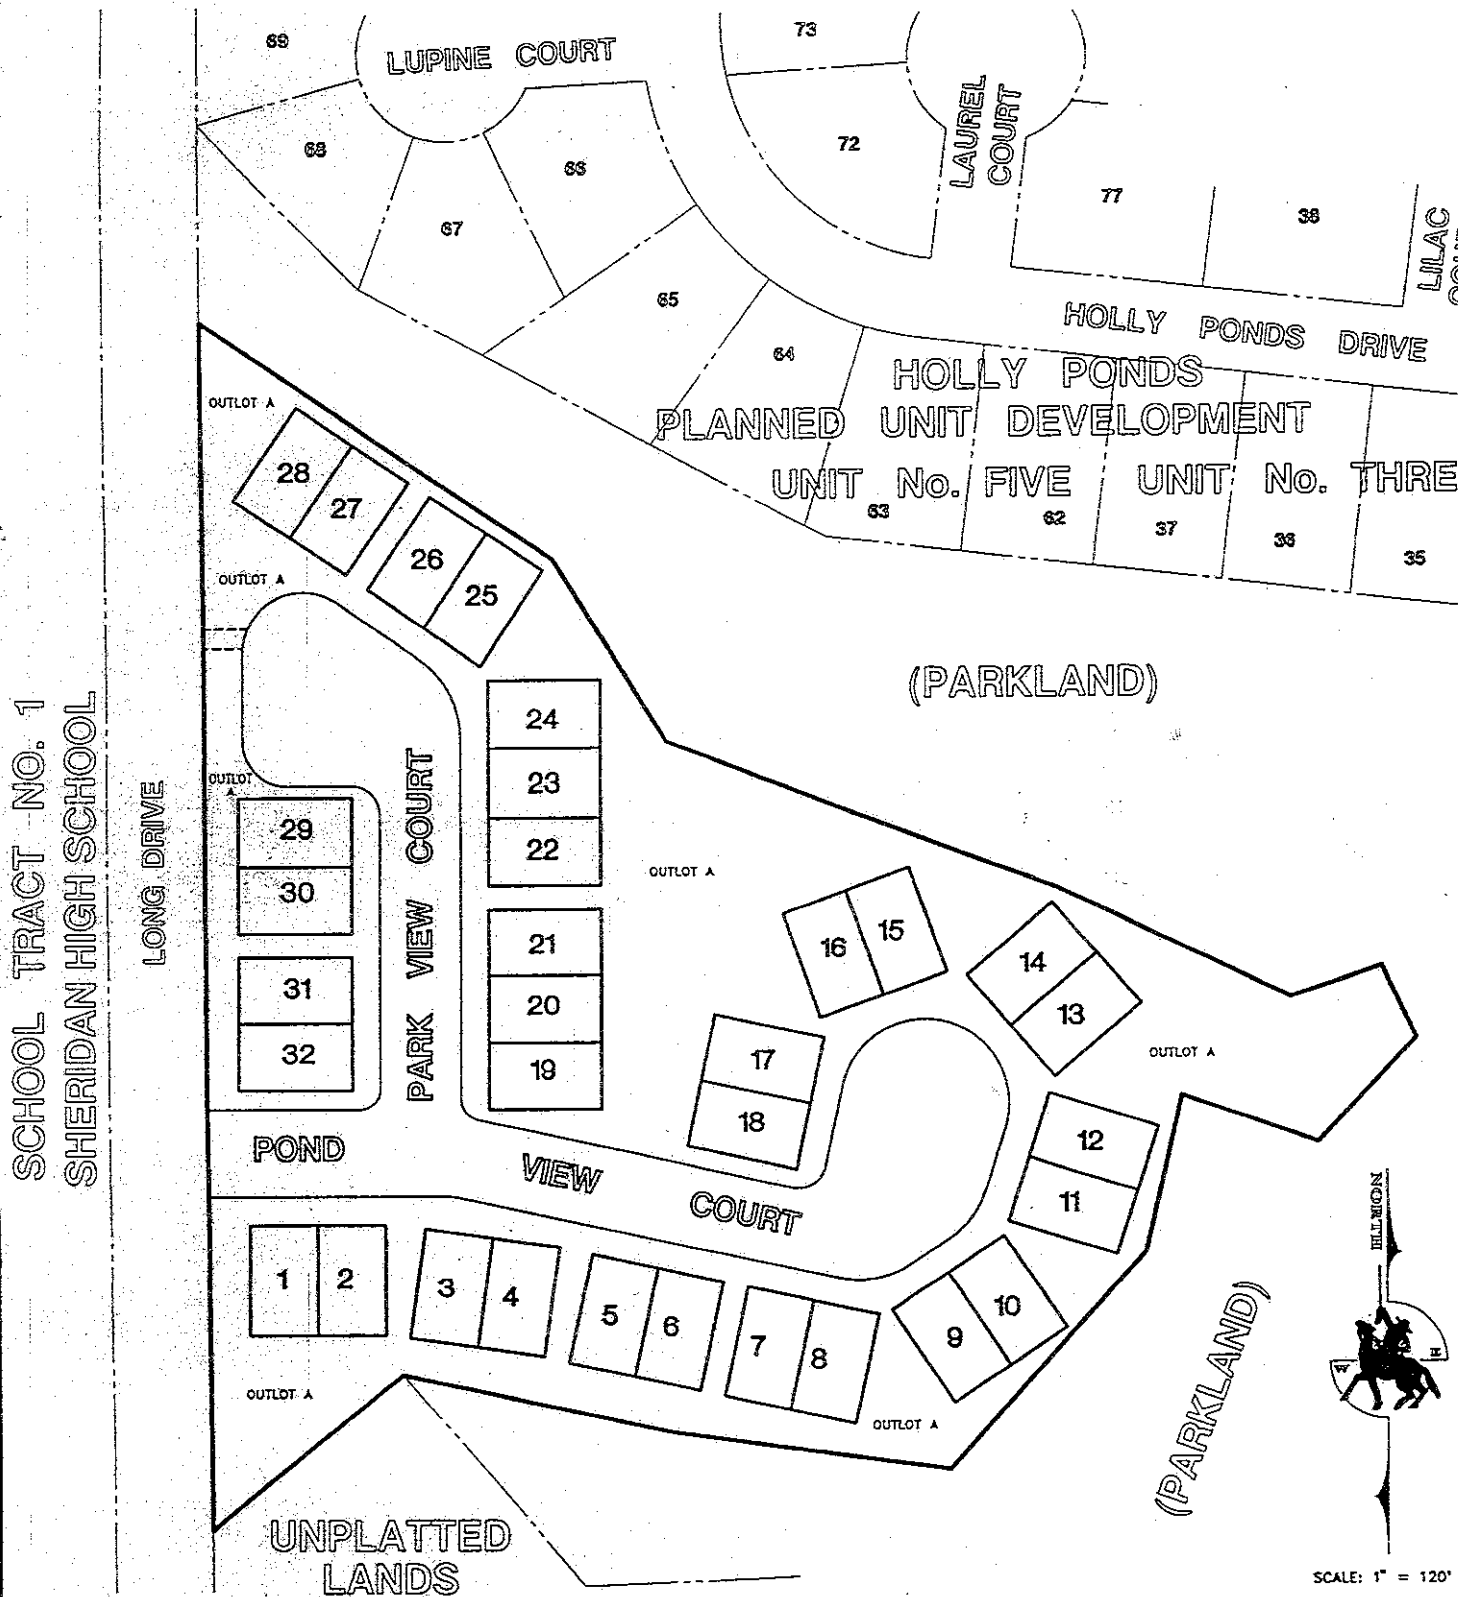 69
LUPINE COURT
73
68
67
66
72
LAUREL
COURT
77
38
LILAC
65
64
HOLLY PONDS DRIVE
HOLLY PONDS
PLANNED UNIT DEVELOPMENT
UNIT No. FIVE UNIT No. THRE
63
62
37
36
35
OUTLOT A
28
27
26
25
OUTLOT A
(PARKLAND)
24
23
22
OUTLOT
A
29
30
31
32
PARK VIEW COURT
21
20
19
OUTLOT A
16
15
14
13
OUTLOT A
17
18
12
11
SCHOOL TRACT NO. 1
SHERIDAN HIGH SCHOOL
LONG DRIVE
POND VIEW COURT
1
2
3
4
5
6
7
8
9
10
OUTLOT A
OUTLOT A
(PARKLAND)
NORTH
W
E
UNPLATTED
LANDS
SCALE: 1" = 120'